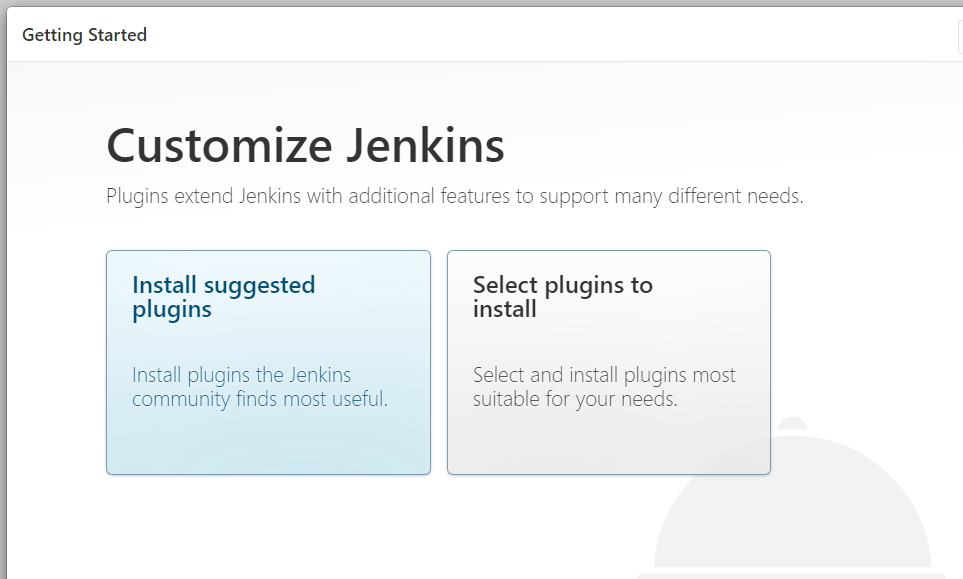 Getting Started
Customize Jenkins
Plugins extend Jenkins with additional features to support many different needs.
Install suggested
plugins
Install plugins the Jenkins
community finds most useful.
Select plugins to
install
Select and install plugins most
suitable for your needs.